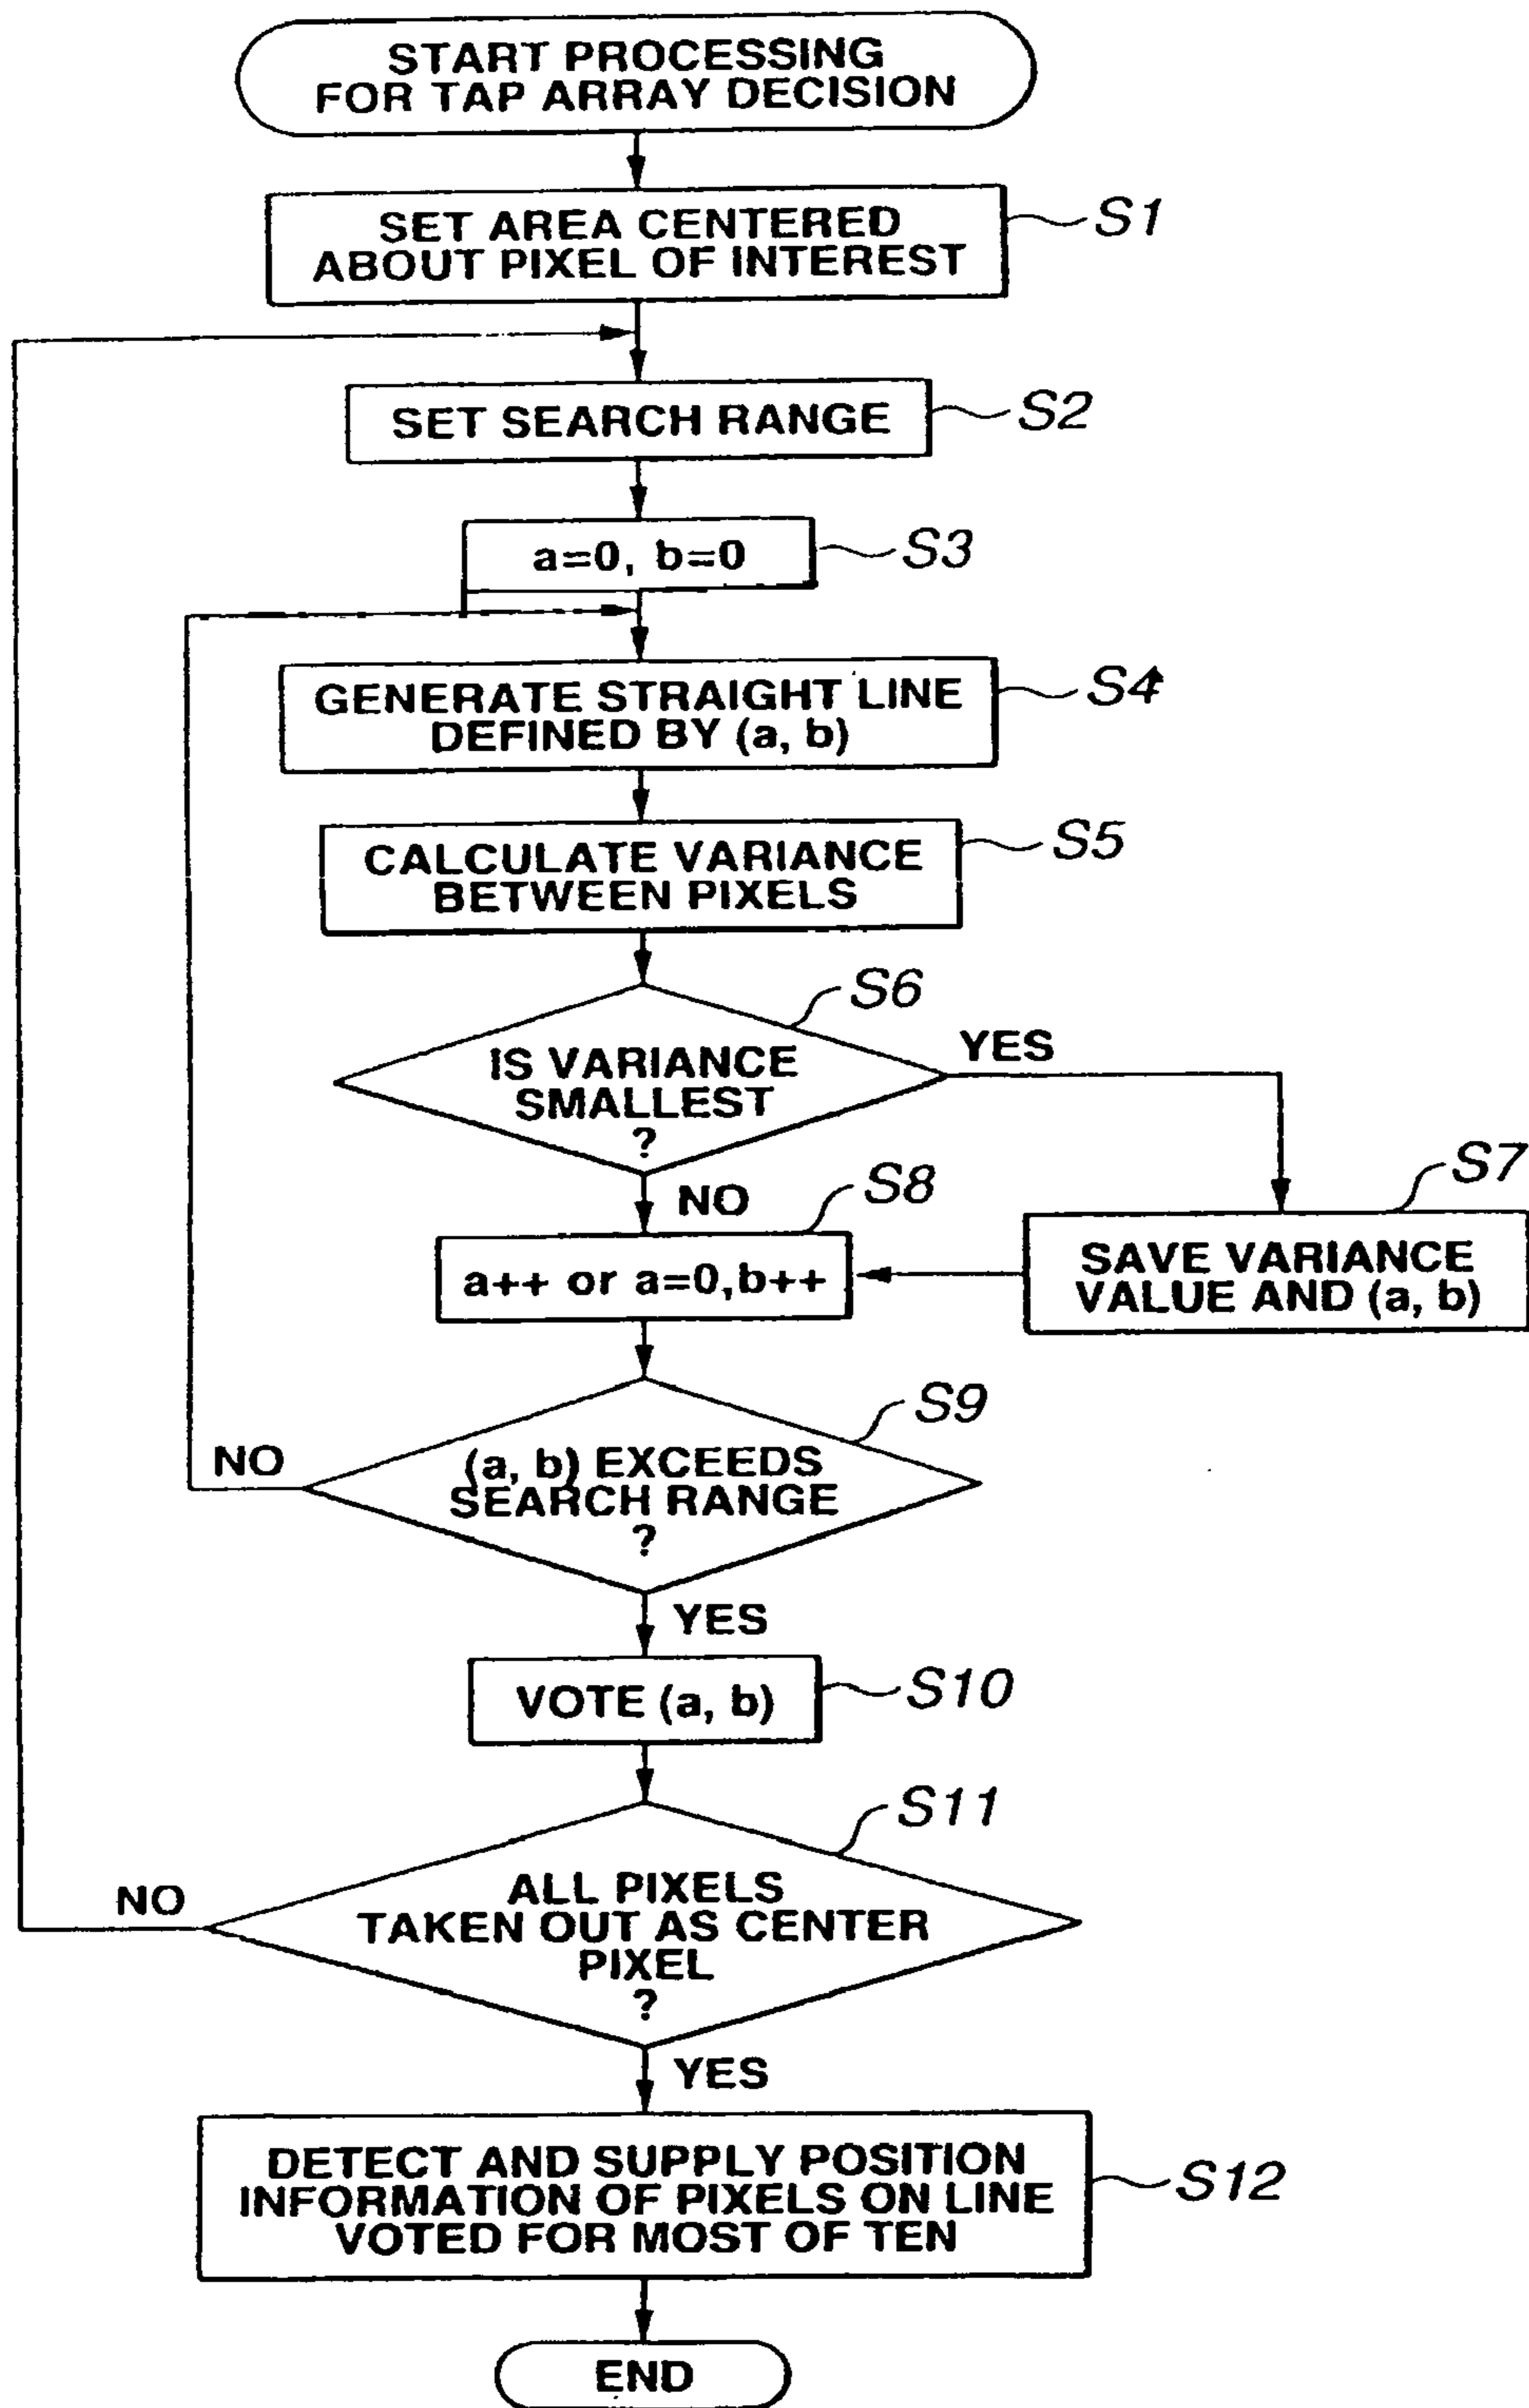 START PROCESSING
FOR TAP ARRAY DECISION
SET AREA CENTERED
ABOUT PIXEL OF INTEREST
S1
SET SEARCH RANGE
S2
a=0, b=0
S3
GENERATE STRAIGHT LINE
DEFINED BY (a, b)
S4
CALCULATE VARIANCE
BETWEEN PIXELS
S5
S6
IS VARIANCE
SMALLEST
?
YES
NO
S7
SAVE VARIANCE
VALUE AND (a, b)
S8
a++ or a=0,b++
S9
(a, b) EXCEEDS
SEARCH RANGE
?
NO
YES
VOTE (a, b)
S10
S11
ALL PIXELS
TAKEN OUT AS CENTER
PIXEL
?
NO
YES
DETECT AND SUPPLY POSITION
INFORMATION OF PIXELS ON LINE
VOTED FOR MOST OF TEN
S12
END